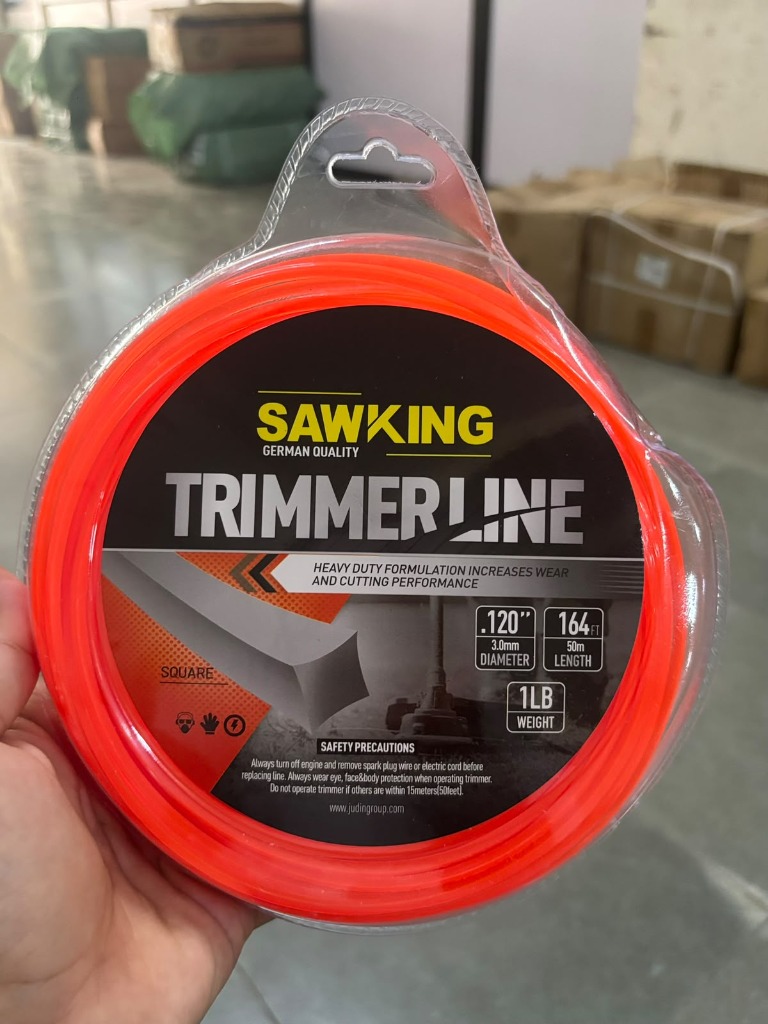 SAWKING
GERMAN QUALITY
TRIMMER LINE
HEAVY DUTY FORMULATION INCREASES WEAR
AND CUTTING PERFORMANCE
.120’’
3.0mm
DIAMETER
164FT
50m
LENGTH
SQUARE
1LB
WEIGHT
SAFETY PRECAUTIONS
Always turn off engine and remove spark plug wire or electric cord before
replacing line. Always wear eye, face&body protection when operating trimmer.
Do not operate trimmer if others are within 15meters(50feet).
www.judingroup.com